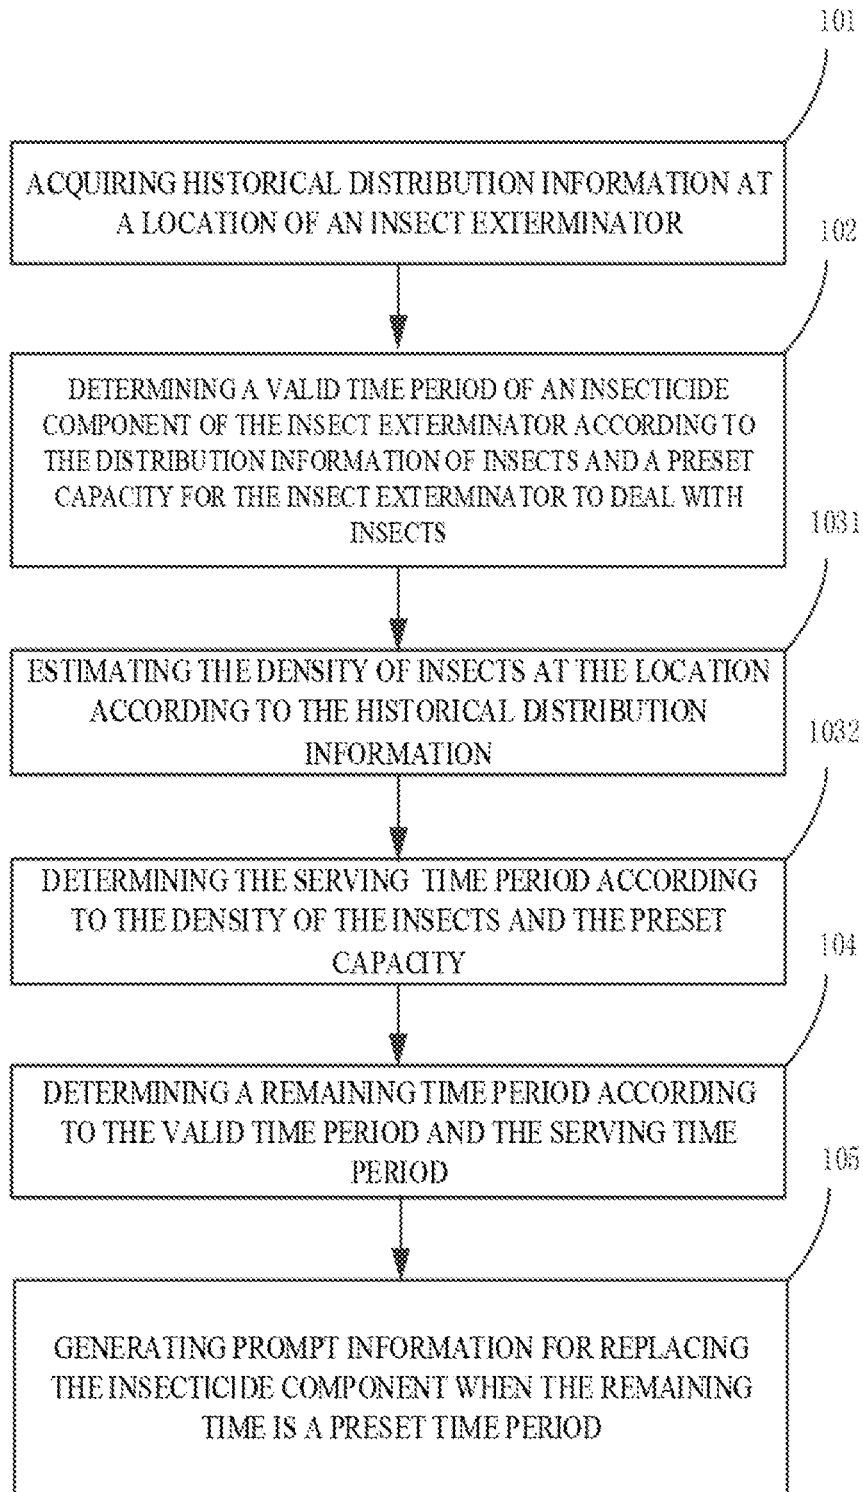 101
ACQUIRING HISTORICAL DISTRIBUTION INFORMATION AT
A LOCATION OF AN INSECT EXTERMINATOR
102
DETERMINING A VALID TIME PERIOD OF AN INSECTICIDE
COMPONENT OF THE INSECT EXTERMINATOR ACCORDING TO
THE DISTRIBUTION INFORMATION OF INSECTS AND A PRESET
CAPACITY FOR THE INSECT EXTERMINATOR TO DEAL WITH
INSECTS
1031
ESTIMATING THE DENSITY OF INSECTS AT THE LOCATION
ACCORDING TO THE HISTORICAL DISTRIBUTION
INFORMATION
1032
DETERMINING THE SERVING TIME PERIOD ACCORDING
TO THE DENSITY OF THE INSECTS AND THE PRESET
CAPACITY
104
DETERMINING A REMAINING TIME PERIOD ACCORDING
TO THE VALID TIME PERIOD AND THE SERVING TIME
PERIOD
105
GENERATING PROMPT INFORMATION FOR REPLACING
THE INSECTICIDE COMPONENT WHEN THE REMAINING
TIME IS A PRESET TIME PERIOD